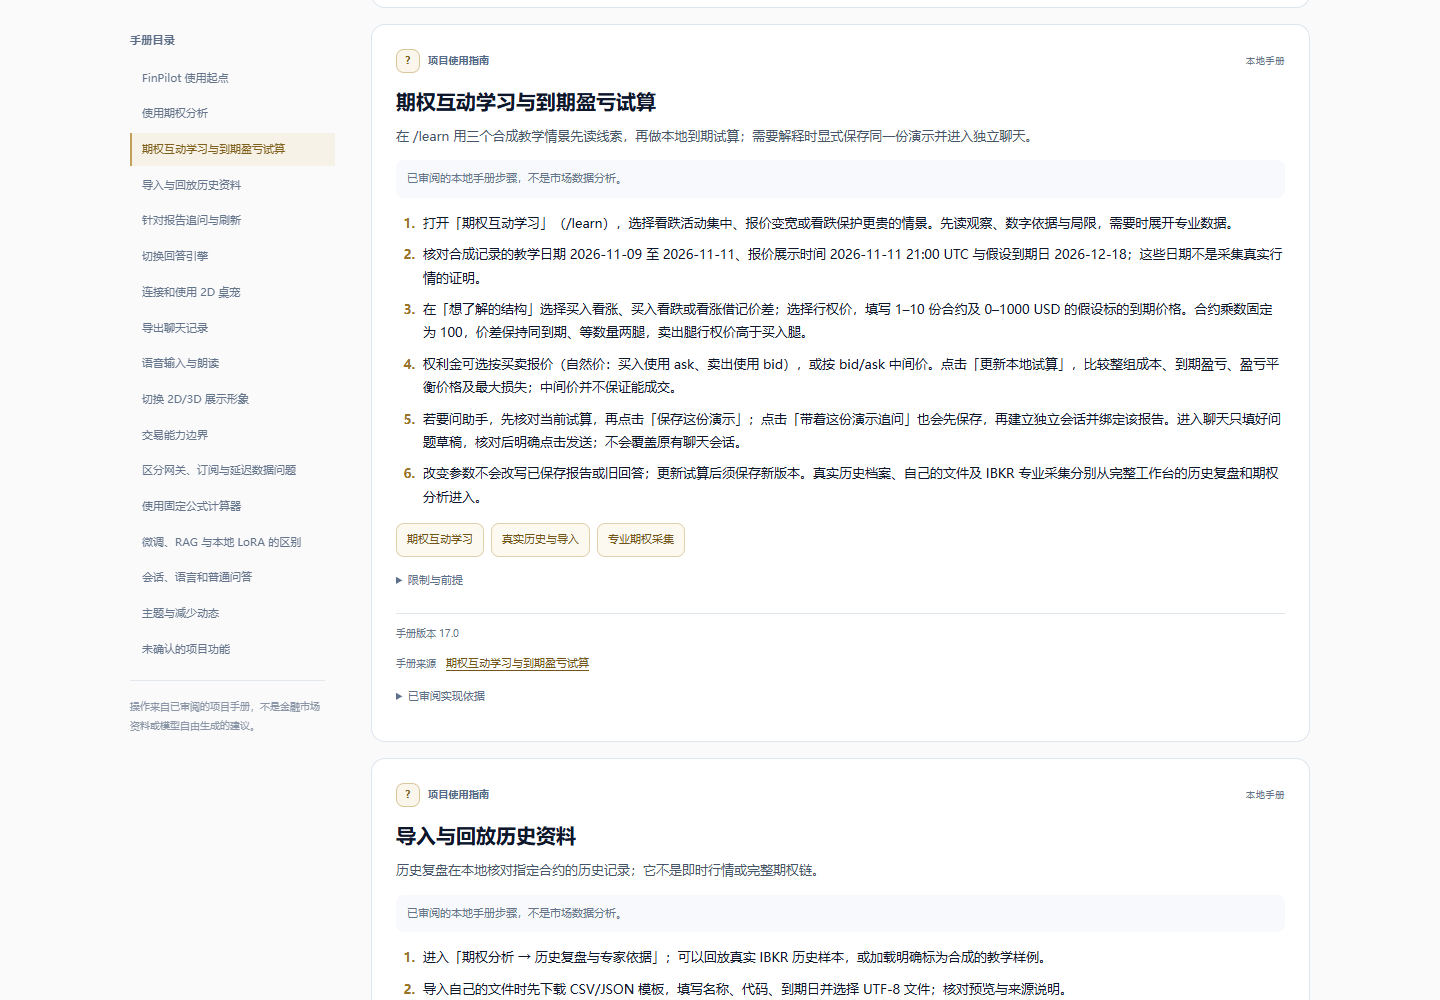 手册目录
FinPilot 使用起点
使用期权分析
期权互动学习与到期盈亏试算
导入与回放历史资料
针对报告追问与刷新
切换回答引擎
连接和使用 2D 桌宠
导出聊天记录
语音输入与朗读
切换 2D/3D 展示形象
交易能力边界
区分网关、订阅与延迟数据问题
使用固定公式计算器
微调、RAG 与本地 LoRA 的区别
会话、语言和普通问答
主题与减少动态
未确认的项目功能
操作来自已审阅的项目手册，不是金融市场
资料或模型自由生成的建议。
? 项目使用指南
本地手册
期权互动学习与到期盈亏试算
在 /learn 用三个合成教学情景先读线索，再做本地到期试算；需要解释时显式保存同一份演示并进入独立聊天。
已审阅的本地手册步骤，不是市场数据分析。
1. 打开「期权互动学习」（/learn），选择看跌活动集中、报价变宽或看跌保护更贵的情景。先读观察、数字依据与局限，需要时展开专业数据。
2. 核对合成记录的教学日期 2026-11-09 至 2026-11-11、报价展示时间 2026-11-11 21:00 UTC 与假设到期日 2026-12-18；这些日期不是采集真实行
情的证明。
3. 在「想了解的结构」选择买入看涨、买入看跌或看涨借记价差；选择行权价，填写 1–10 份合约及 0–1000 USD 的假设标的到期价格。合约乘数固定
为 100，价差保持同到期、等数量两腿，卖出腿行权价高于买入腿。
4. 权利金可选按买卖报价（自然价：买入使用 ask、卖出使用 bid），或按 bid/ask 中间价。点击「更新本地试算」，比较整组成本、到期盈亏、盈亏平
衡价格及最大损失；中间价并不保证能成交。
5. 若要问助手，先核对当前试算，再点击「保存这份演示」；点击「带着这份演示追问」也会先保存，再建立独立会话并绑定该报告。进入聊天只填好问
题草稿，核对后明确点击发送；不会覆盖原有聊天会话。
6. 改变参数不会改写已保存报告或旧回答；更新试算后须保存新版本。真实历史档案、自己的文件及 IBKR 专业采集分别从完整工作台的历史复盘和期权
分析进入。
期权互动学习
真实历史与导入
专业期权采集
▶ 限制与前提
手册版本 17.0
手册来源 期权互动学习与到期盈亏试算
▶ 已审阅实现依据
? 项目使用指南
本地手册
导入与回放历史资料
历史复盘在本地核对指定合约的历史记录；它不是即时行情或完整期权链。
已审阅的本地手册步骤，不是市场数据分析。
1. 进入「期权分析 → 历史复盘与专家依据」；可以回放真实 IBKR 历史样本，或加载明确标为合成的教学样例。
2. 导入自己的文件时先下载 CSV/JSON 模板，填写名称、代码、到期日并选择 UTF-8 文件；核对预览与来源说明。